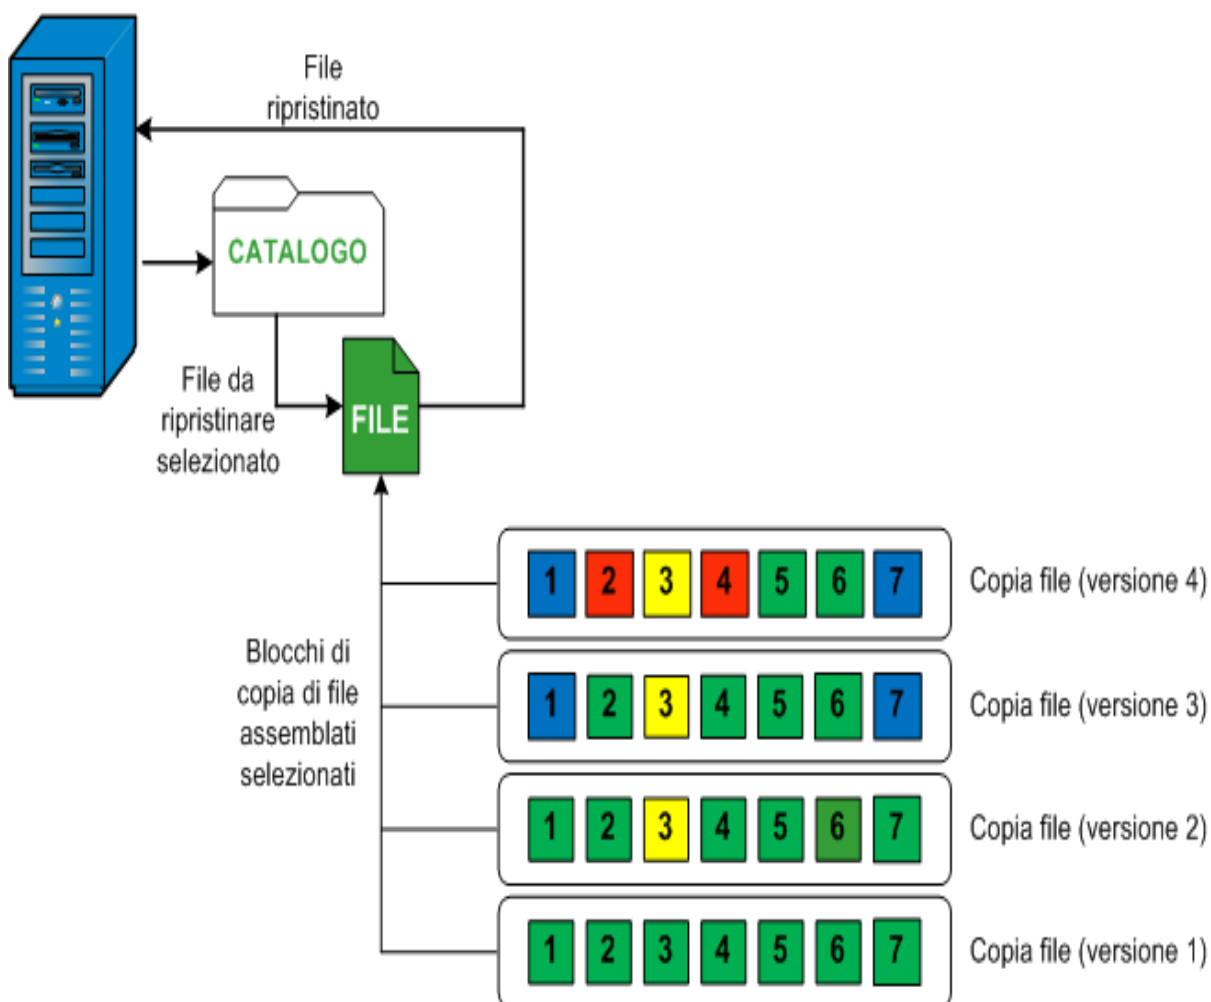 File
ripristinato
CATALOGO
File da
ripristinare
selezionato
FILE
1 2 3 4 5 6 7 Copia file (versione 4)
Blocchi di
copia di file
assemblati
selezionati
1 2 3 4 5 6 7 Copia file (versione 3)
1 2 3 4 5 6 7 Copia file (versione 2)
1 2 3 4 5 6 7 Copia file (versione 1)